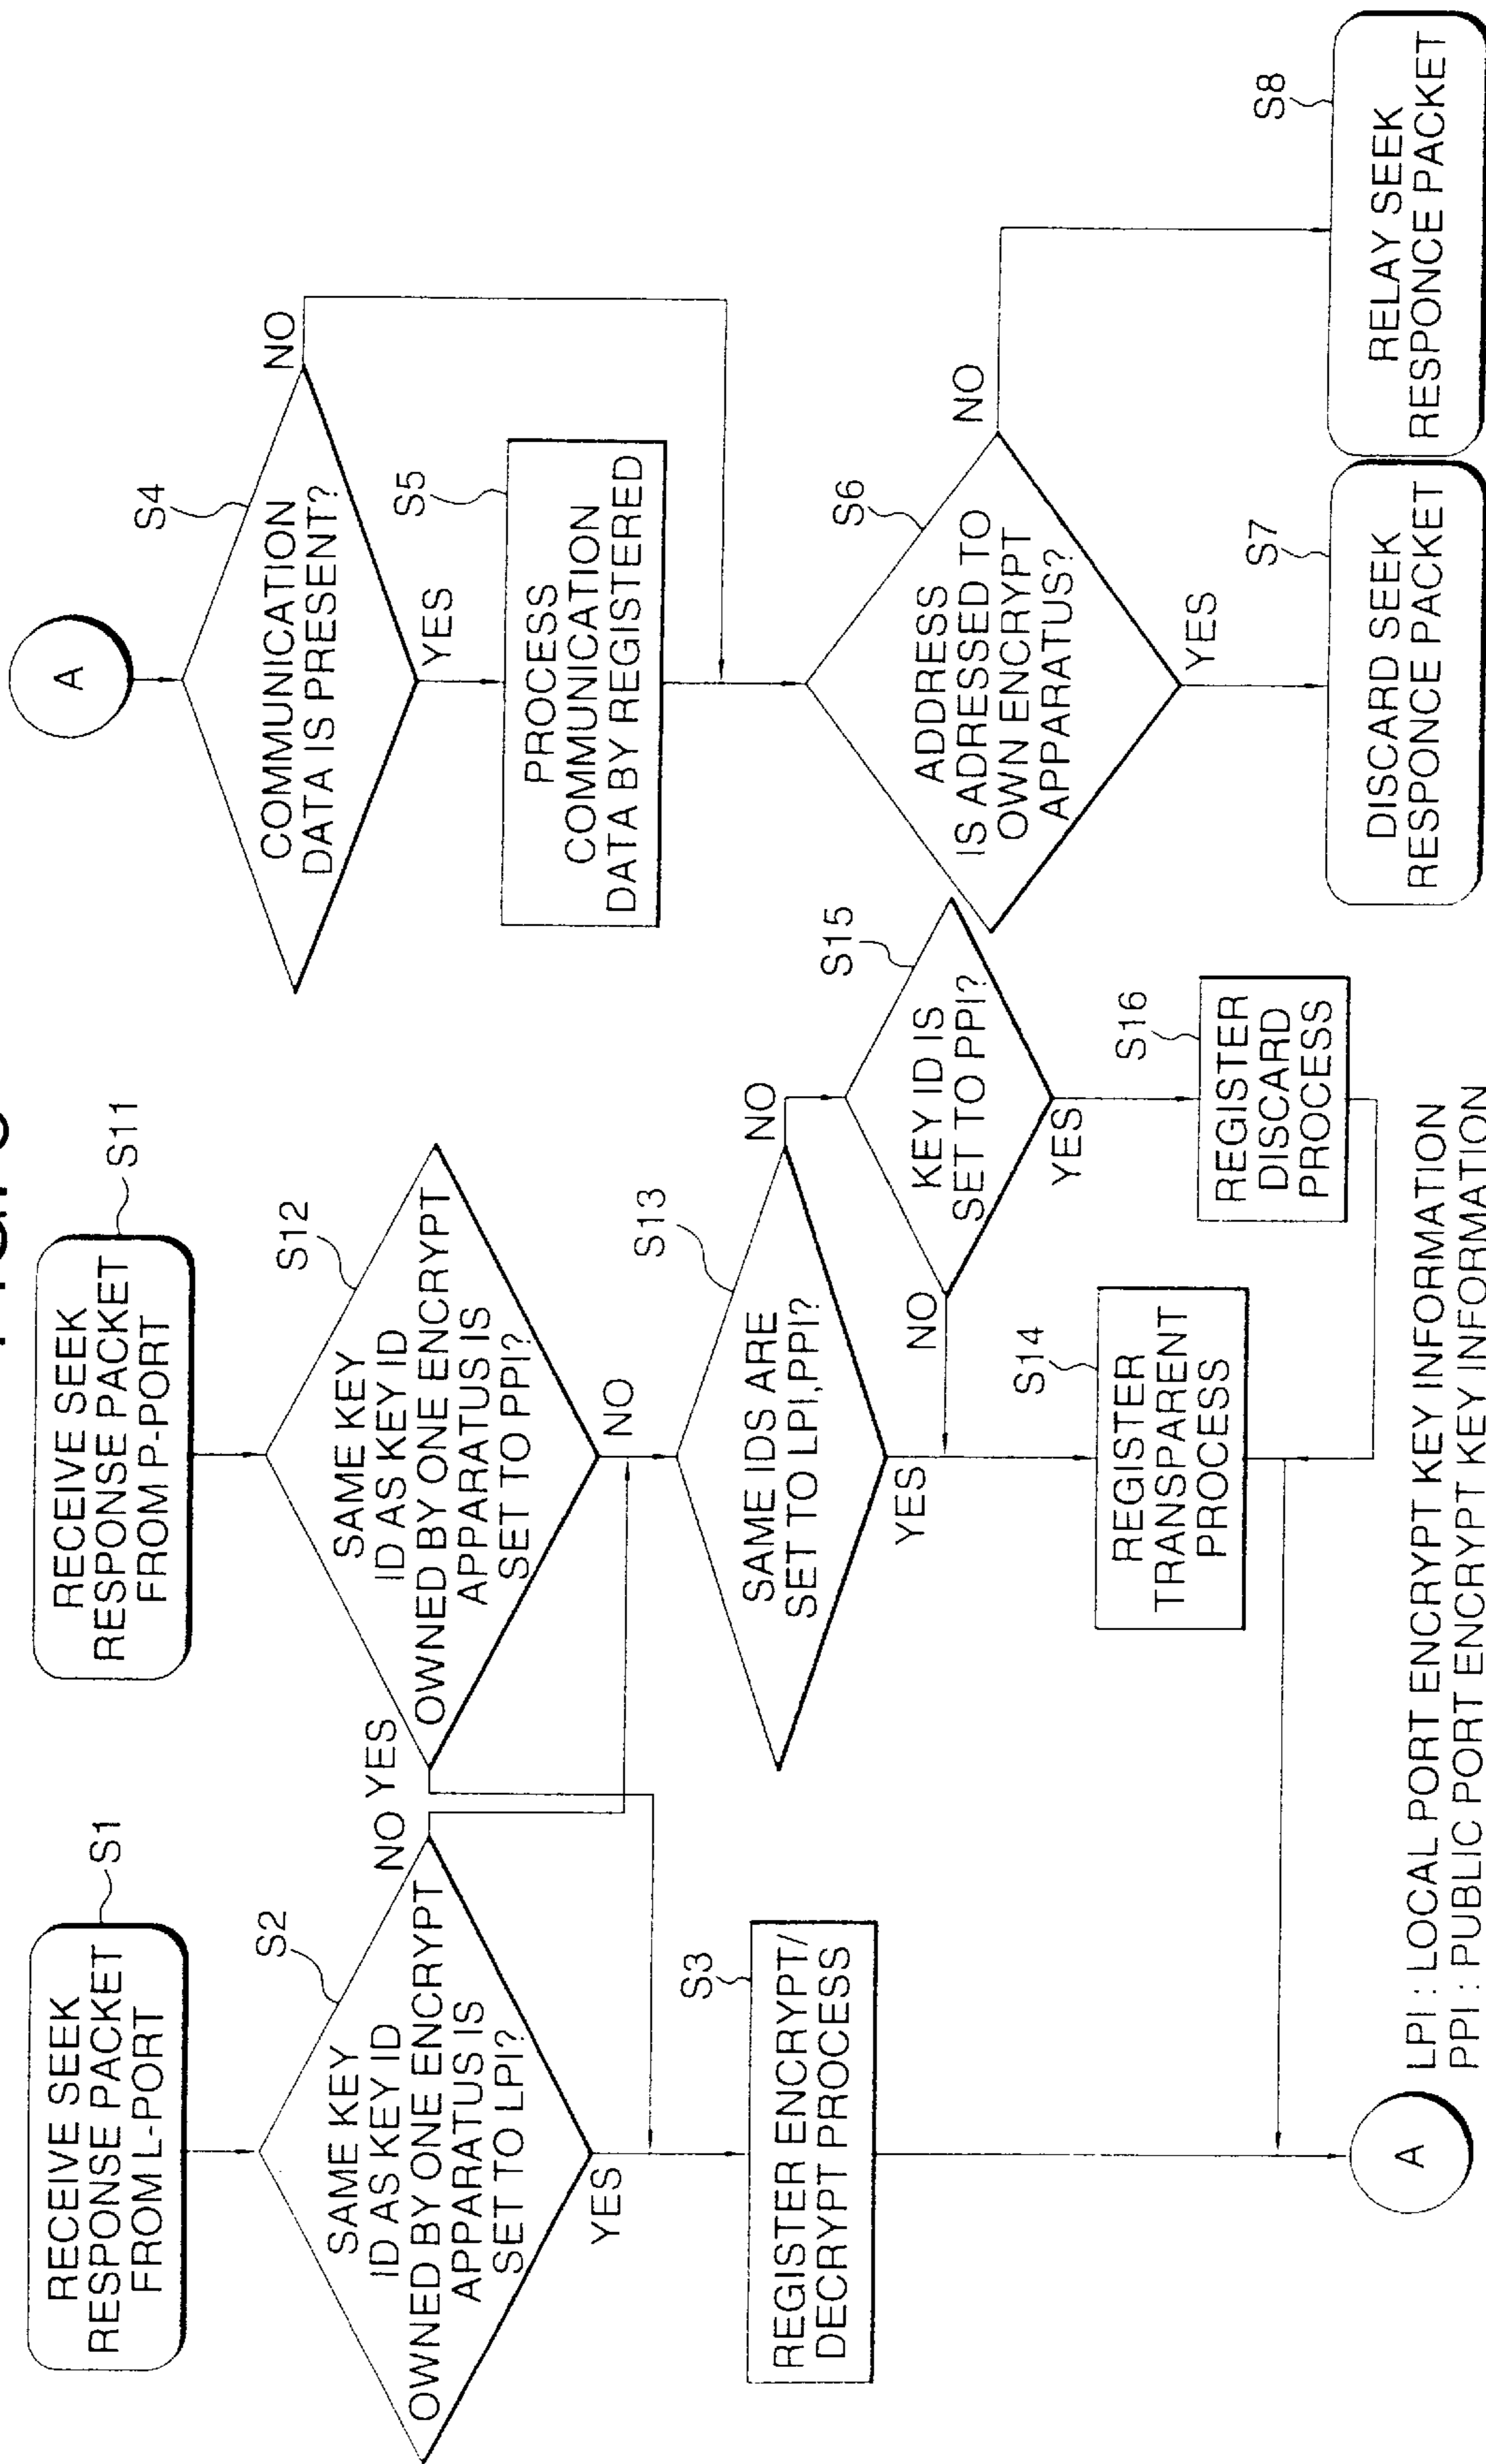 RECEIVE SEEK
RESPONSE PACKET
FROM L-PORT
S1
SAME KEY
ID AS KEY ID
OWNED BY ONE ENCRYPT
APPARATUS IS
SET TO LPI?
S2
NO
YES
REGISTER ENCRYPT/
DECRYPT PROCESS
S3
A
RECEIVE SEEK
RESPONSE PACKET
FROM P-PORT
S11
SAME KEY
ID AS KEY ID
OWNED BY ONE ENCRYPT
APPARATUS IS
SET TO PPI?
S12
YES
NO
SAME IDS ARE
SET TO LPI,PPI?
S13
NO
YES
KEY ID IS
SET TO PPI?
S15
NO
YES
REGISTER
TRANSPARENT
PROCESS
S14
REGISTER
DISCARD
PROCESS
S16
A
COMMUNICATION
DATA IS PRESENT?
S4
NO
YES
PROCESS
COMMUNICATION
DATA BY REGISTERED
S5
ADDRESS
IS ADRESSED TO
OWN ENCRYPT
APPARATUS?
S6
NO
YES
DISCARD SEEK
RESPONCE PACKET
S7
RELAY SEEK
RESPONCE PACKET
S8
LPI : LOCAL PORT ENCRYPT KEY INFORMATION
PPI : PUBLIC PORT ENCRYPT KEY INFORMATION